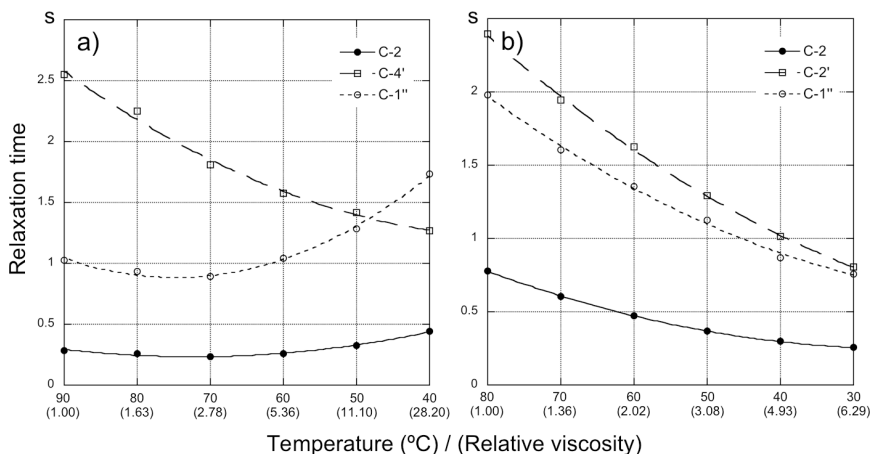 s
a)
C-2
C-4'
C-1"
2.5
2
1.5
1
0.5
0
90 80 70 60 50 40
(1.00) (1.63) (2.78) (5.36) (11.10) (28.20)
s
b)
C-2
C-2'
C-1"
2
1.5
1
0.5
0
80 70 60 50 40 30
(1.00) (1.36) (2.02) (3.08) (4.93) (6.29)
Relaxation time
Temperature (ºC) / (Relative viscosity)